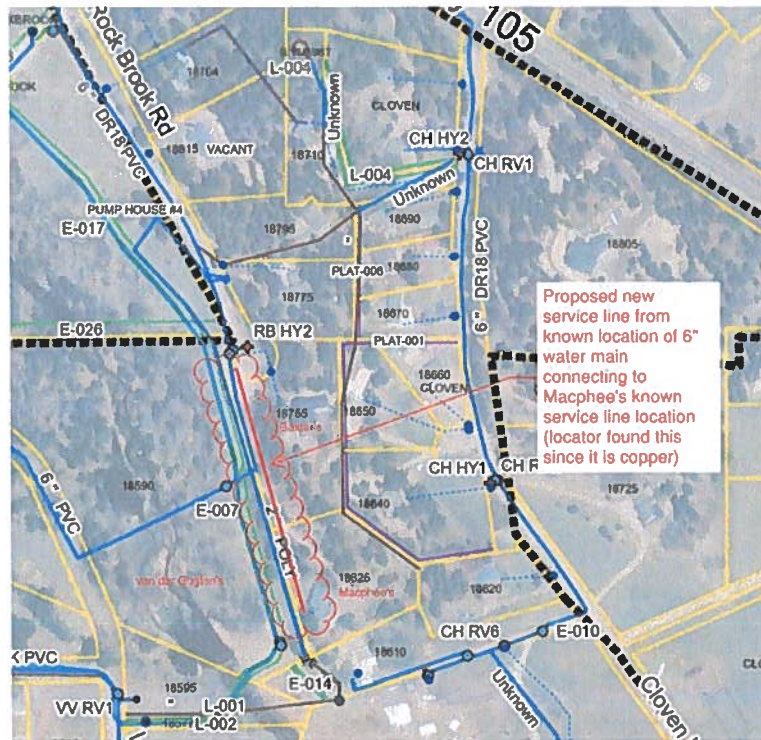 105
Rock Brook Rd
L-004
18704
Unknown
CLOVEN
6" DR18 PVC
18815
VACANT
18710
CH HY2
CH RV1
L-004
Unknown
PUMP HOUSE #4
E-017
18795
18690
18805
PLAT-006
18680
18775
6" DR18 PVC
18670
E-026
RB HY2
PLAT-001
Proposed new
service line from
known location of 6"
water main
connecting to
Macphee's known
service line location
(locator found this
since it is copper)
18660
CLOVEN
18755
18650
6" PVC
18590
E-007
CH HY1
CH R
18725
18640
2" POLY
18625
Macphee's
18620
CH RV6
E-010
K PVC
18610
E-014
18595
VV RV1
L-001
L-002
Unknown
Cloven